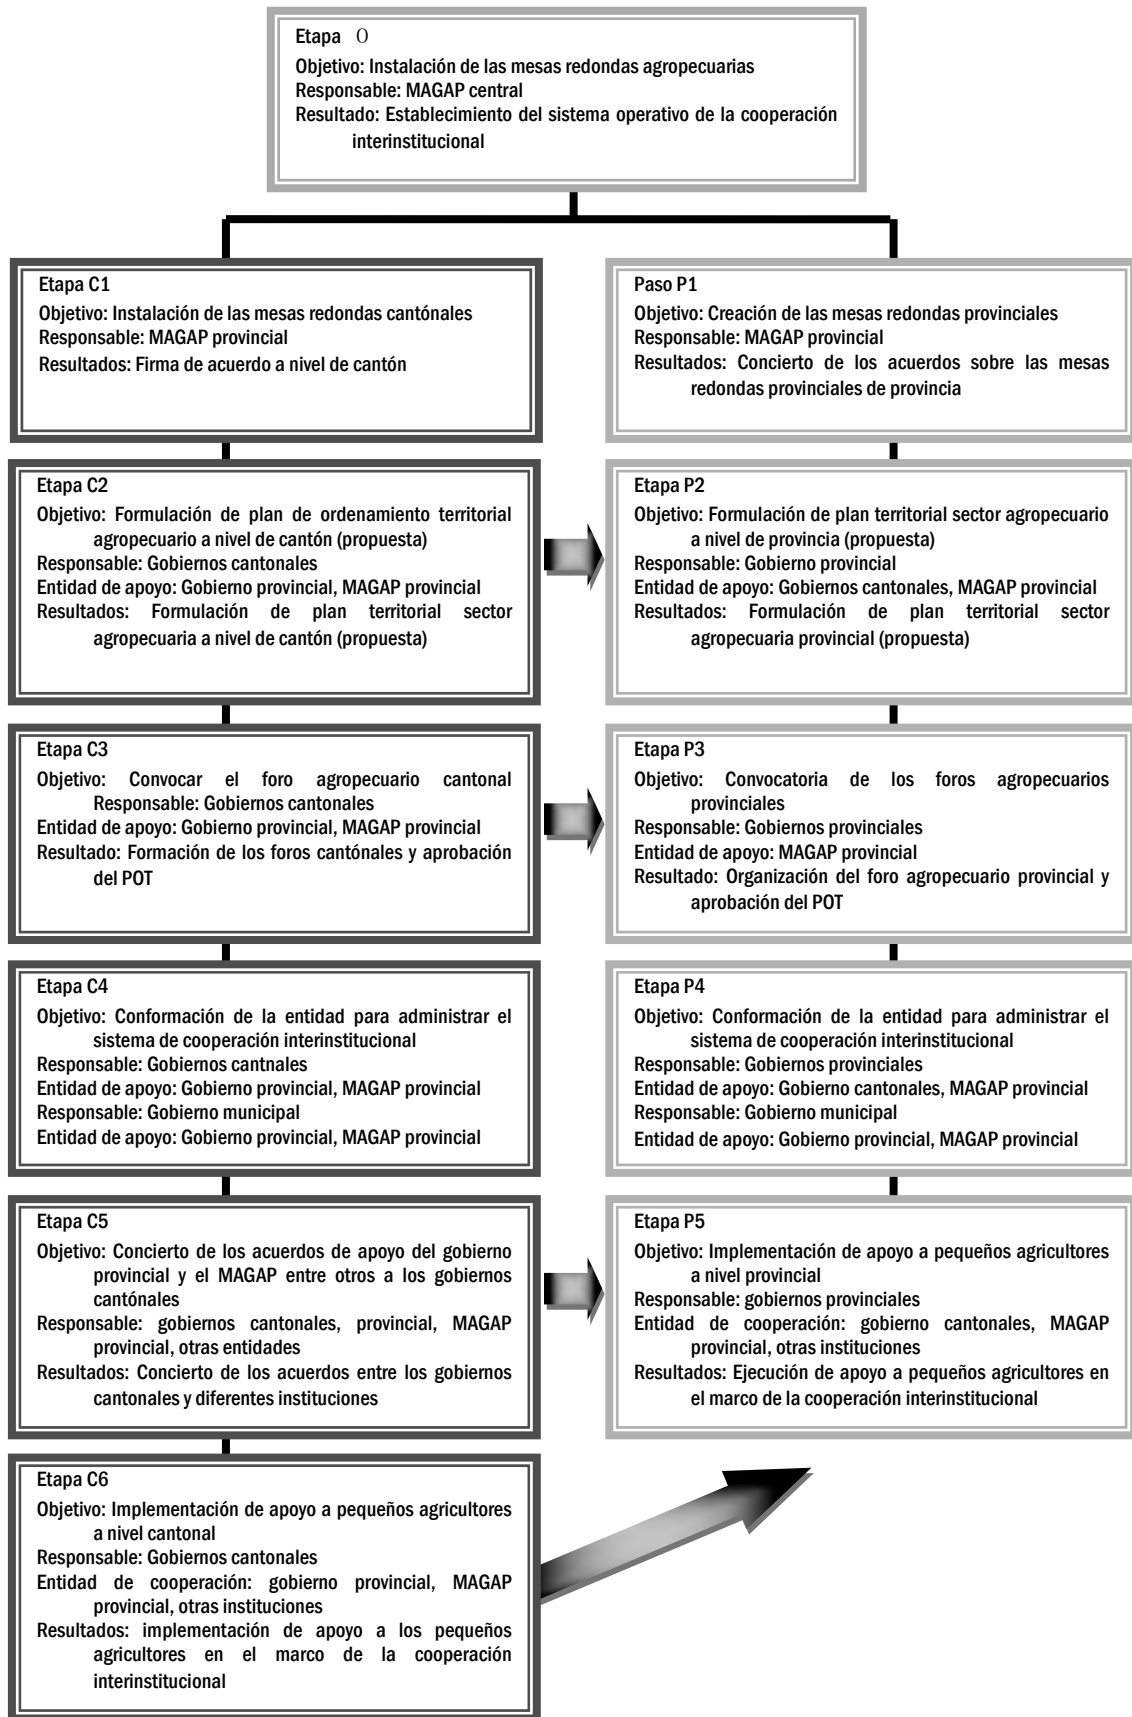 Etapa 0
Objetivo: Instalación de las mesas redondas agropecuarias
Responsable: MAGAP central
Resultado: Establecimiento del sistema operativo de la cooperación
interinstitucional
Etapa C1
Objetivo: Instalación de las mesas redondas cantónales
Responsable: MAGAP provincial
Resultados: Firma de acuerdo a nivel de cantón
Paso P1
Objetivo: Creación de las mesas redondas provinciales
Responsable: MAGAP provincial
Resultados: Concierto de los acuerdos sobre las mesas
redondas provinciales de provincia
Etapa C2
Objetivo: Formulación de plan de ordenamiento territorial
agropecuario a nivel de cantón (propuesta)
Responsable: Gobiernos cantonales
Entidad de apoyo: Gobierno provincial, MAGAP provincial
Resultados: Formulación de plan territorial sector
agropecuaria a nivel de cantón (propuesta)
Etapa P2
Objetivo: Formulación de plan territorial sector agropecuario
a nivel de provincia (propuesta)
Responsable: Gobierno provincial
Entidad de apoyo: Gobiernos cantonales, MAGAP provincial
Resultados: Formulación de plan territorial sector
agropecuaria provincial (propuesta)
Etapa C3
Objetivo: Convocar el foro agropecuario cantonal
Responsable: Gobiernos cantonales
Entidad de apoyo: Gobierno provincial, MAGAP provincial
Resultado: Formación de los foros cantónales y aprobación
del POT
Etapa P3
Objetivo: Convocatoria de los foros agropecuarios
provinciales
Responsable: Gobiernos provinciales
Entidad de apoyo: MAGAP provincial
Resultado: Organización del foro agropecuario provincial y
aprobación del POT
Etapa C4
Objetivo: Conformación de la entidad para administrar el
sistema de cooperación interinstitucional
Responsable: Gobiernos cantnales
Entidad de apoyo: Gobierno provincial, MAGAP provincial
Responsable: Gobierno municipal
Entidad de apoyo: Gobierno provincial, MAGAP provincial
Etapa P4
Objetivo: Conformación de la entidad para administrar el
sistema de cooperación interinstitucional
Responsable: Gobiernos provinciales
Entidad de apoyo: Gobierno cantonales, MAGAP provincial
Responsable: Gobierno municipal
Entidad de apoyo: Gobierno provincial, MAGAP provincial
Etapa C5
Objetivo: Concierto de los acuerdos de apoyo del gobierno
provincial y el MAGAP entre otros a los gobiernos
cantónales
Responsable: gobiernos cantonales, provincial, MAGAP
provincial, otras entidades
Resultados: Concierto de los acuerdos entre los gobiernos
cantonales y diferentes instituciones
Etapa P5
Objetivo: Implementación de apoyo a pequeños agricultores
a nivel provincial
Responsable: gobiernos provinciales
Entidad de cooperación: gobierno cantonales, MAGAP
provincial, otras instituciones
Resultados: Ejecución de apoyo a pequeños agricultores en
el marco de la cooperación interinstitucional
Etapa C6
Objetivo: Implementación de apoyo a pequeños agricultores
a nivel cantonal
Responsable: Gobiernos cantonales
Entidad de cooperación: gobierno provincial, MAGAP
provincial, otras instituciones
Resultados: implementación de apoyo a los pequeños
agricultores en el marco de la cooperación
interinstitucional